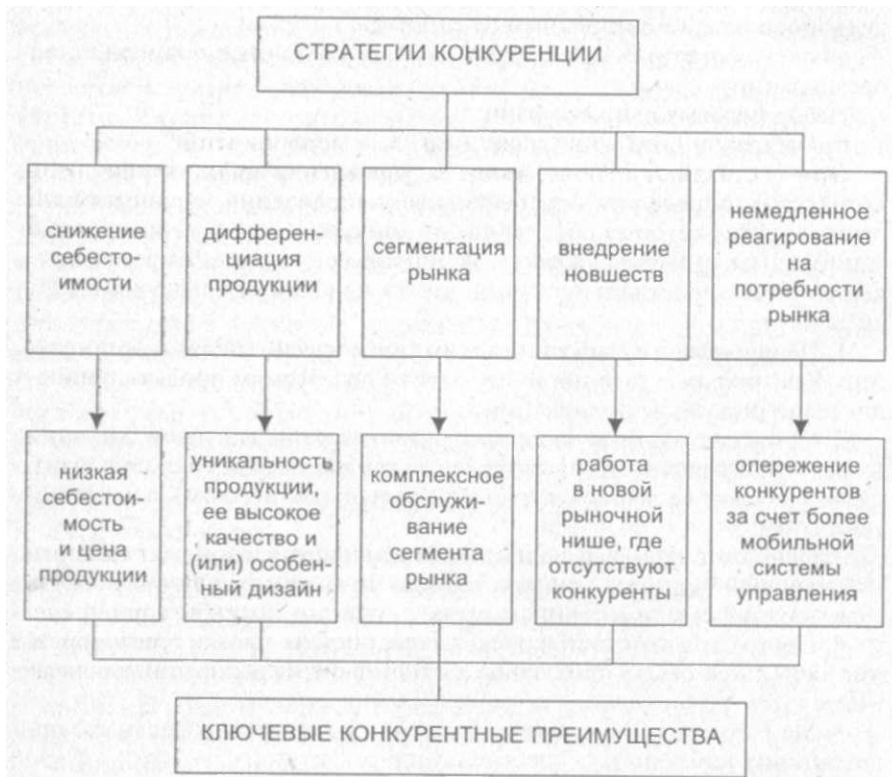 СТРАТЕГИИ КОНКУРЕНЦИИ
снижение
себесто-
имости
дифферен-
циация
продукции
сегментация
рынка
внедрение
новшеств
немедленное
реагирование
на
потребности
рынка
низкая
себестои-
мость
и цена
продукции
уникальность
продукции,
ее высокое
качество и
(или) особен-
ный дизайн
комплексное
обслужи-
вание
сегмента
рынка
работа
в новой
рыночной
нише, где
отсутствуют
конкуренты
опережение
конкурентов
за счет более
мобильной
системы
управления
КЛЮЧЕВЫЕ КОНКУРЕНТНЫЕ ПРЕИМУЩЕСТВА